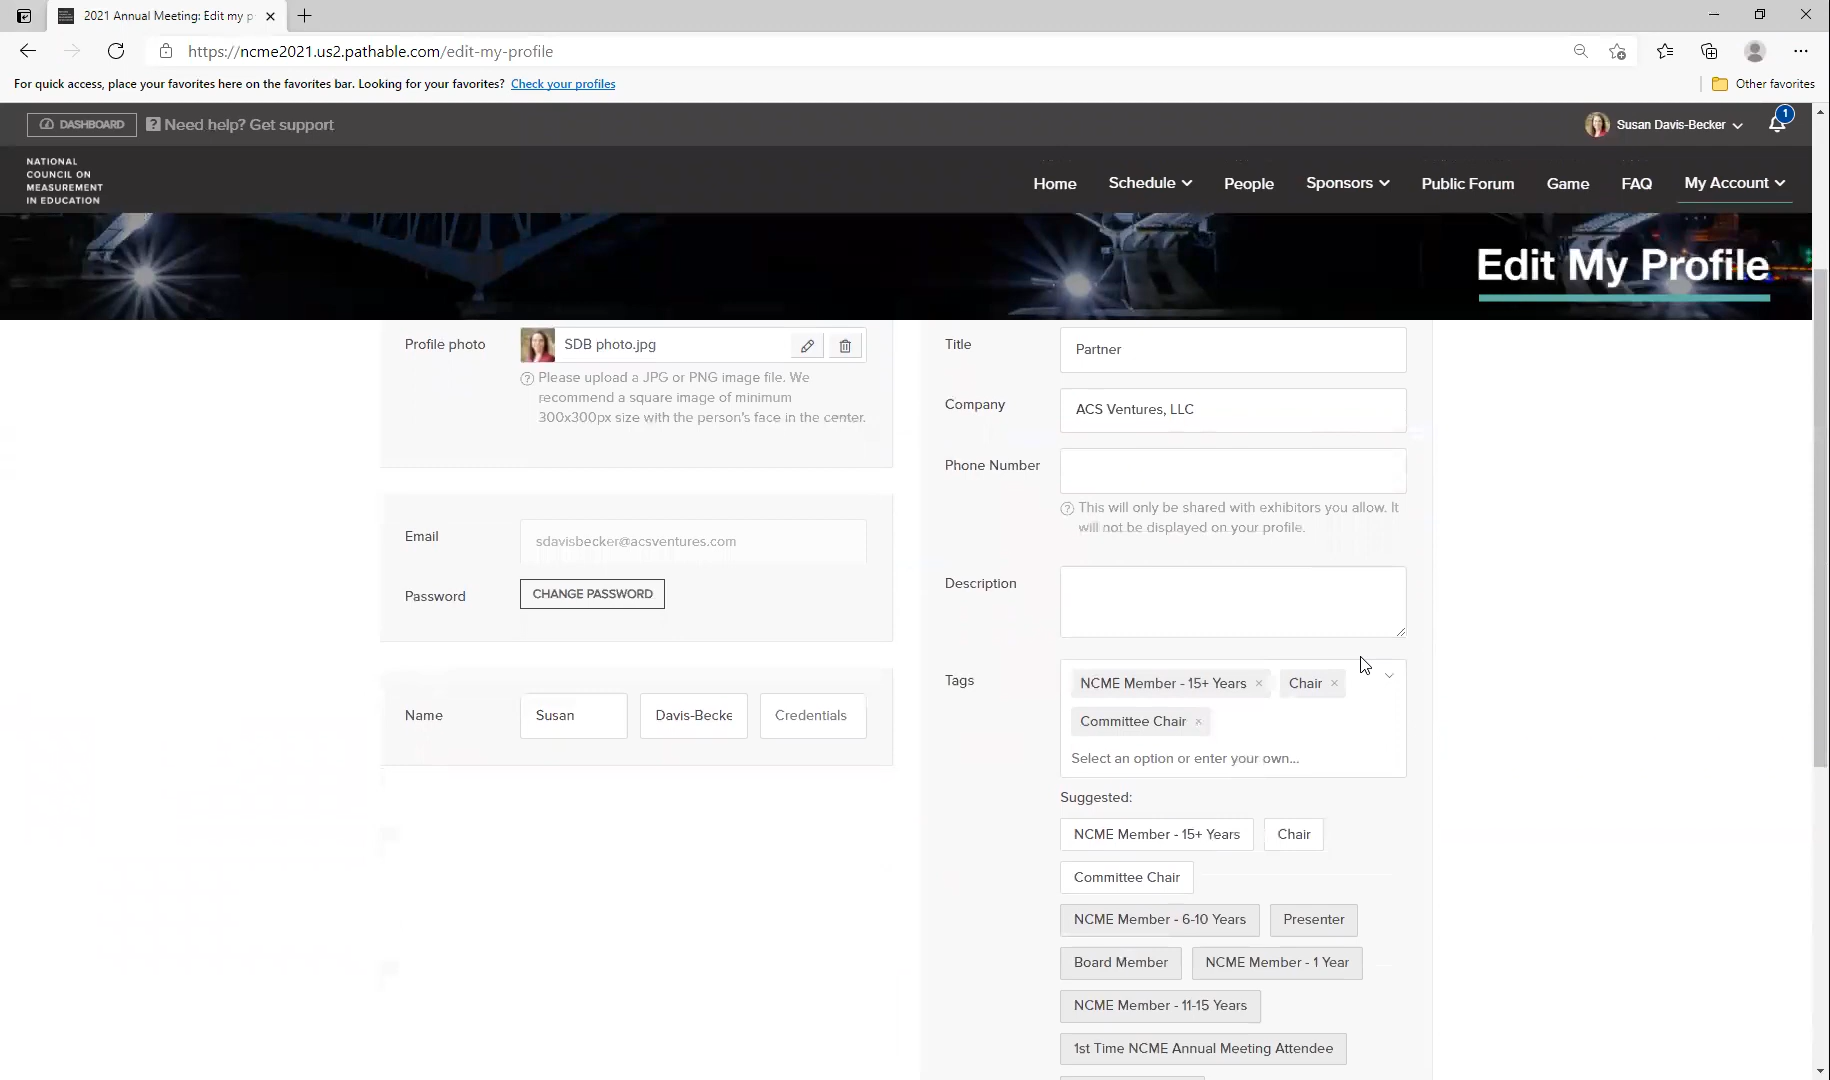 2021 Annual Meeting: Edit my p
https://ncme2021.us2.pathable.com/edit-my-profile
For quick access, place your favorites here on the favorites bar. Looking for your favorites? Check your profiles
Other favorites
DASHBOARD
Need help? Get support
Susan Davis-Becker
1
NATIONAL
COUNCIL ON
MEASUREMENT
IN EDUCATION
Home
Schedule
People
Sponsors
Public Forum
Game
FAQ
My Account
Edit My Profile
Profile photo
SDB photo.jpg
Please upload a JPG or PNG image file. We
recommend a square image of minimum
300x300px size with the person's face in the center.
Email
sdavisbecker@acsventures.com
Password
CHANGE PASSWORD
Name
Susan
Davis-Becke
Credentials
Title
Partner
Company
ACS Ventures, LLC
Phone Number
This will only be shared with exhibitors you allow. It
will not be displayed on your profile.
Description
Tags
NCME Member - 15+ Years ×
Chair ×
Committee Chair ×
Select an option or enter your own...
Suggested:
NCME Member - 15+ Years
Chair
Committee Chair
NCME Member - 6-10 Years
Presenter
Board Member
NCME Member - 1 Year
NCME Member - 11-15 Years
1st Time NCME Annual Meeting Attendee